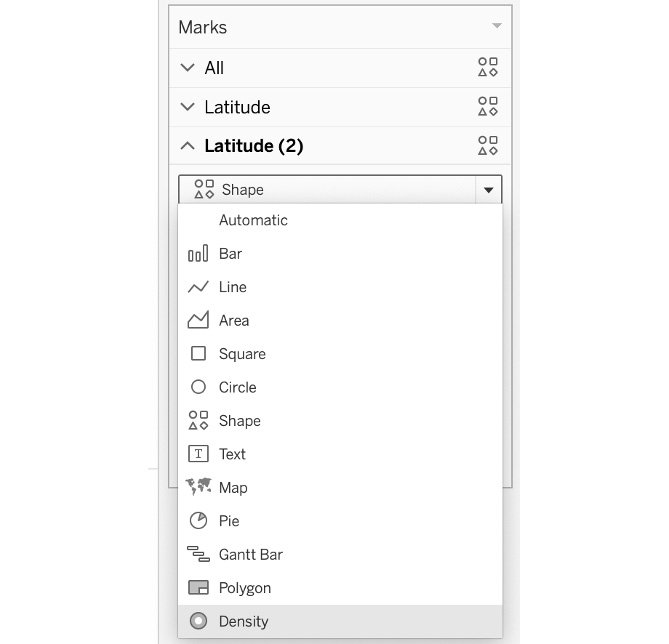 Marks
All
Latitude
Latitude (2)
Shape
Automatic
Bar
Line
Area
Square
Circle
Shape
T Text
Map
Pie
Gantt Bar
Polygon
Density